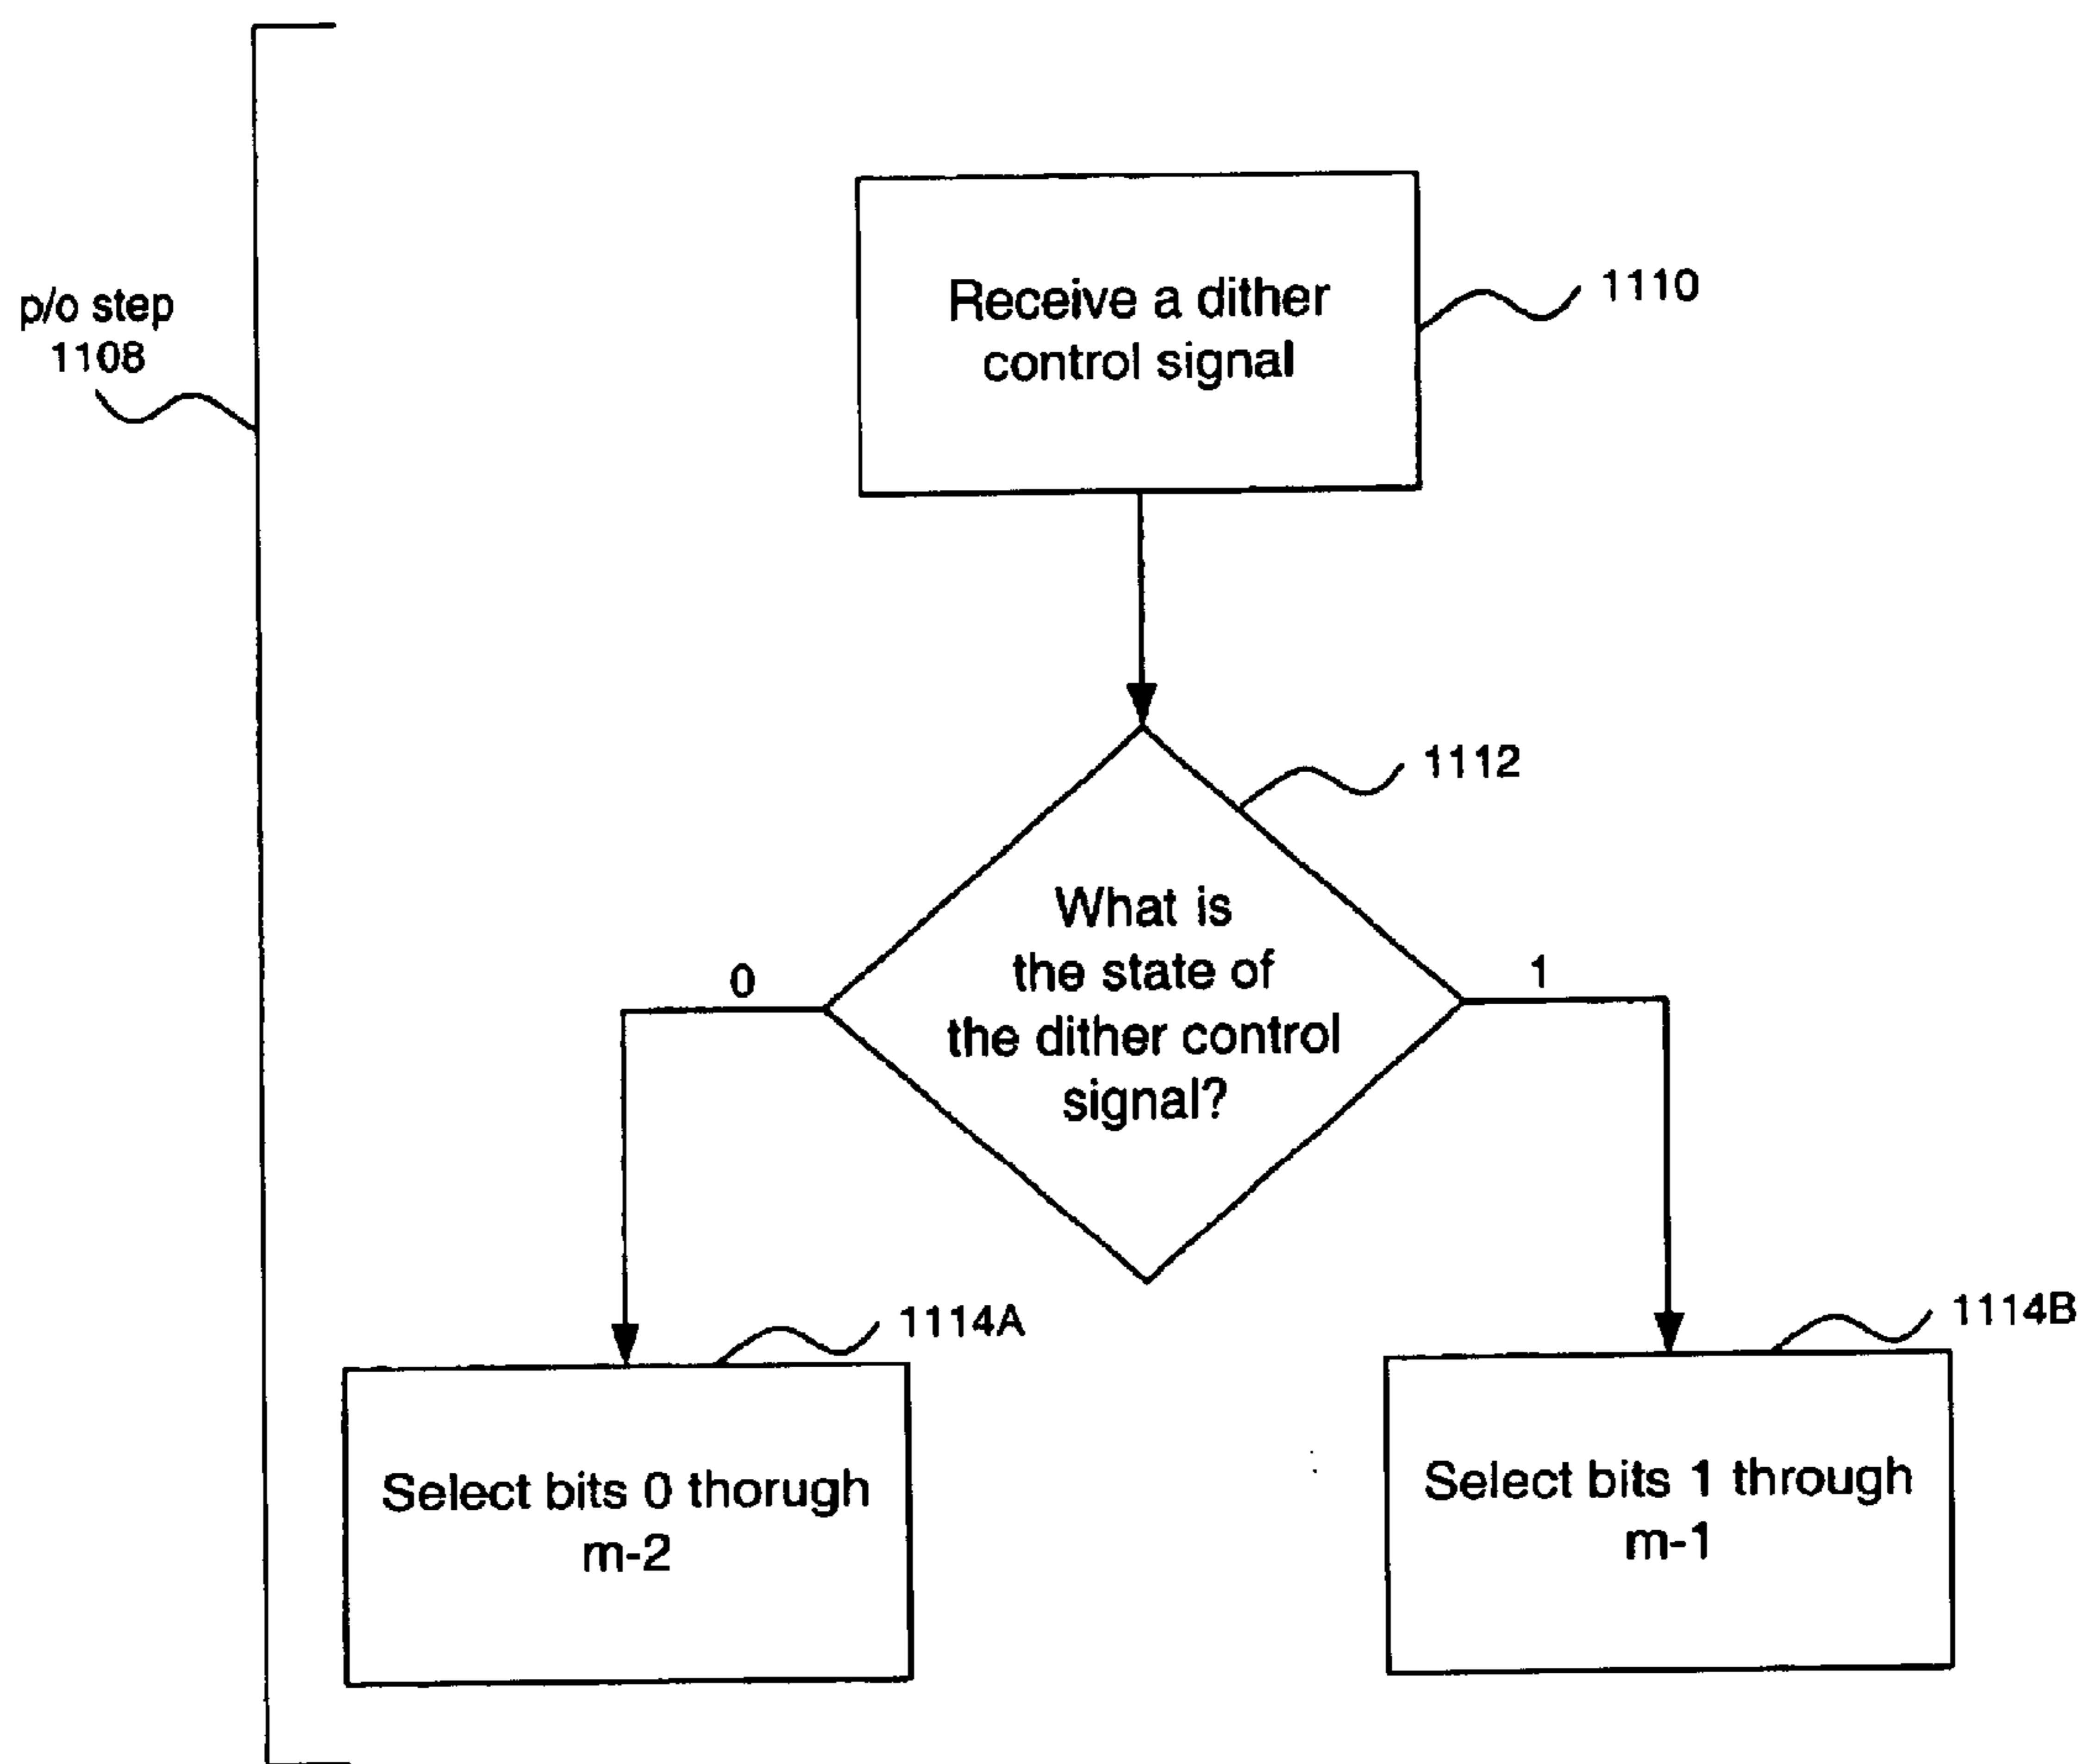 p/o step
1108
Receive a dither
control signal
1110
1112
What is
the state of
the dither control
signal?
0
1
1114A
1114B
Select bits 0 thorugh
m-2
Select bits 1 through
m-1